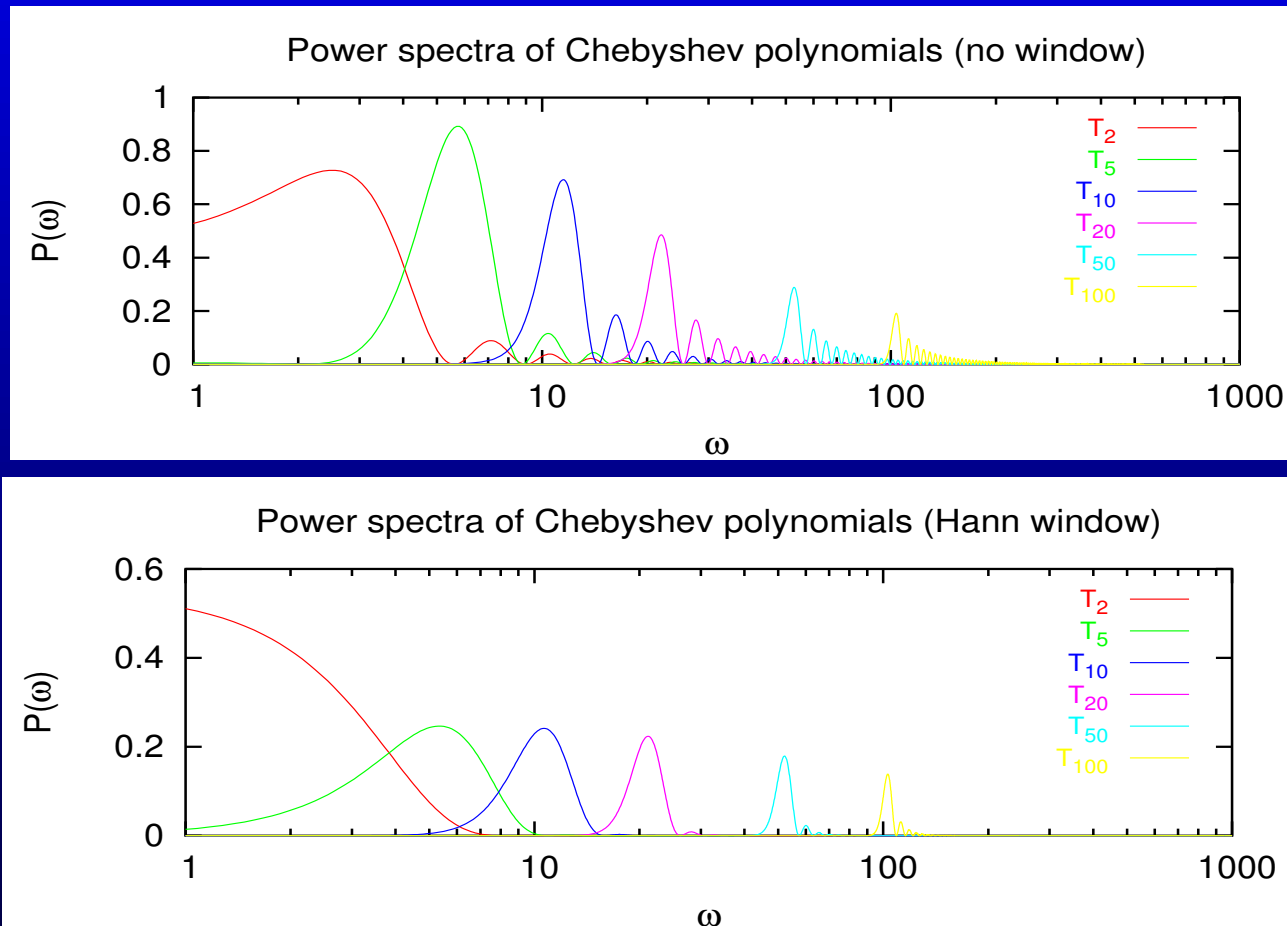 Power spectra of Chebyshev polynomials (no window)
1
0.8
0.6
0.4
0.2
0
P(ω)
T2
T5
T10
T20
T50
T100
1 10 100 1000
ω
Power spectra of Chebyshev polynomials (Hann window)
0.6
0.4
0.2
0
P(ω)
T2
T5
T10
T20
T50
T100
1 10 100 1000
ω